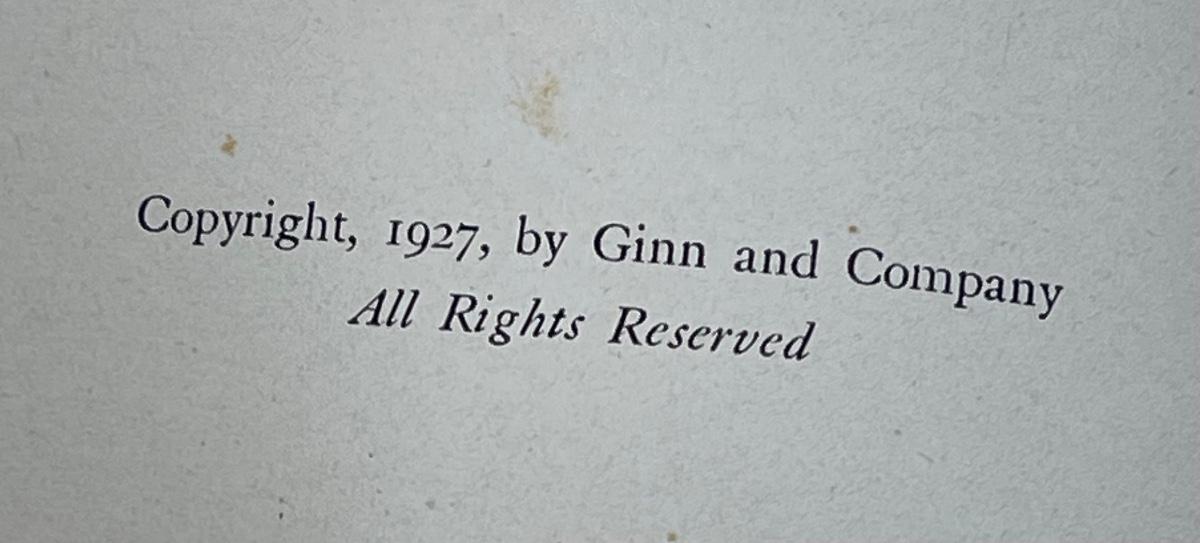 Copyright, 1927, by Ginn and Company
All Rights Reserved